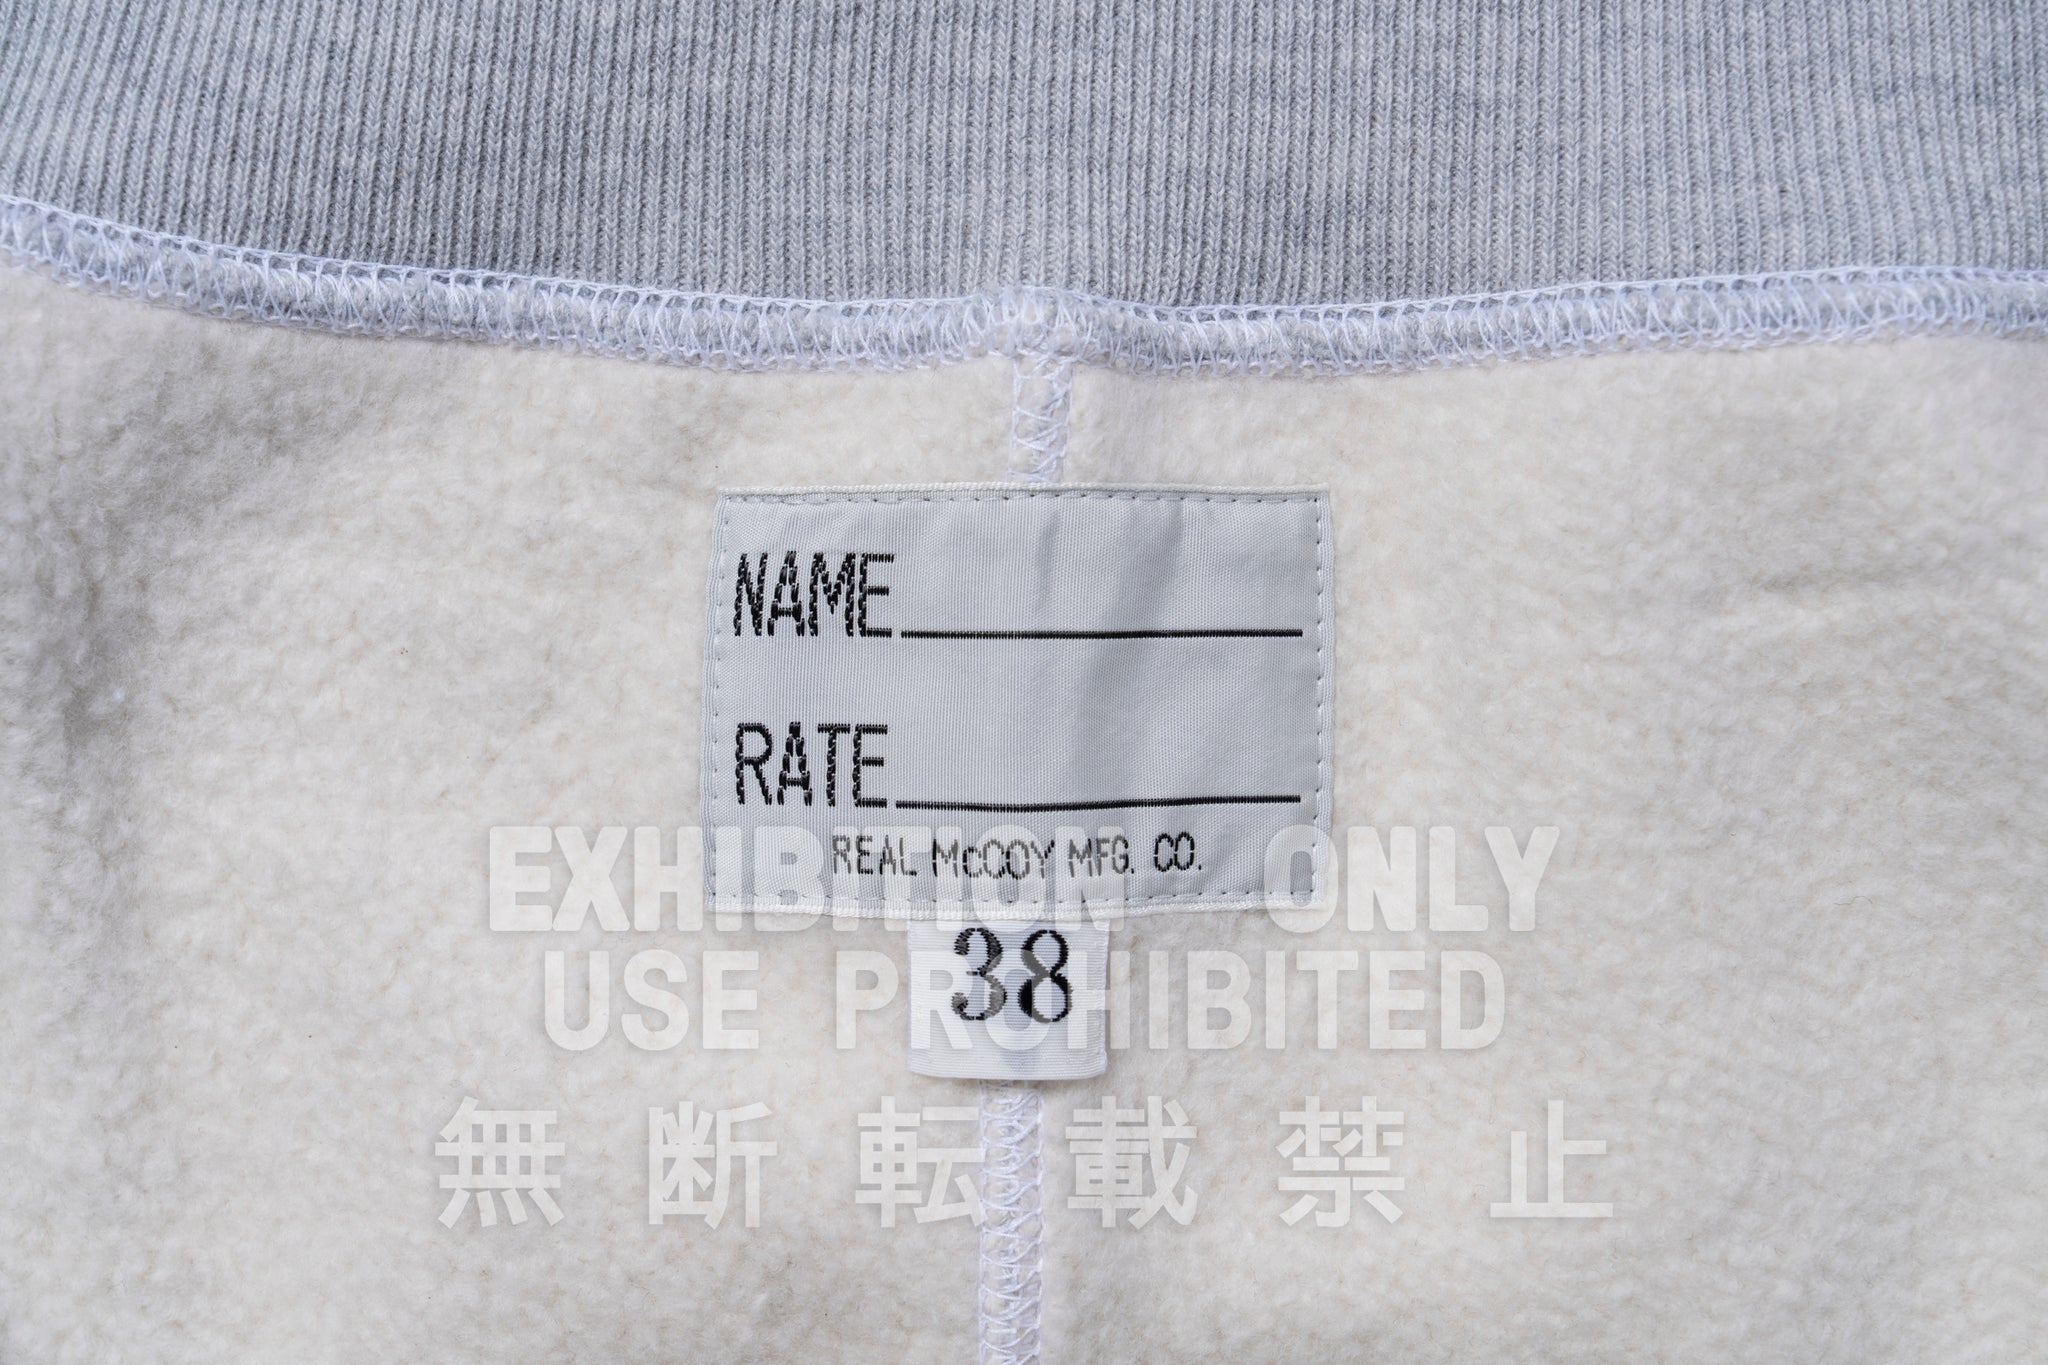 NAME
RATE
REAL McCOY MFG. CO.
EXHIBITION ONLY
38
USE PROHIBITED
無断転載禁止